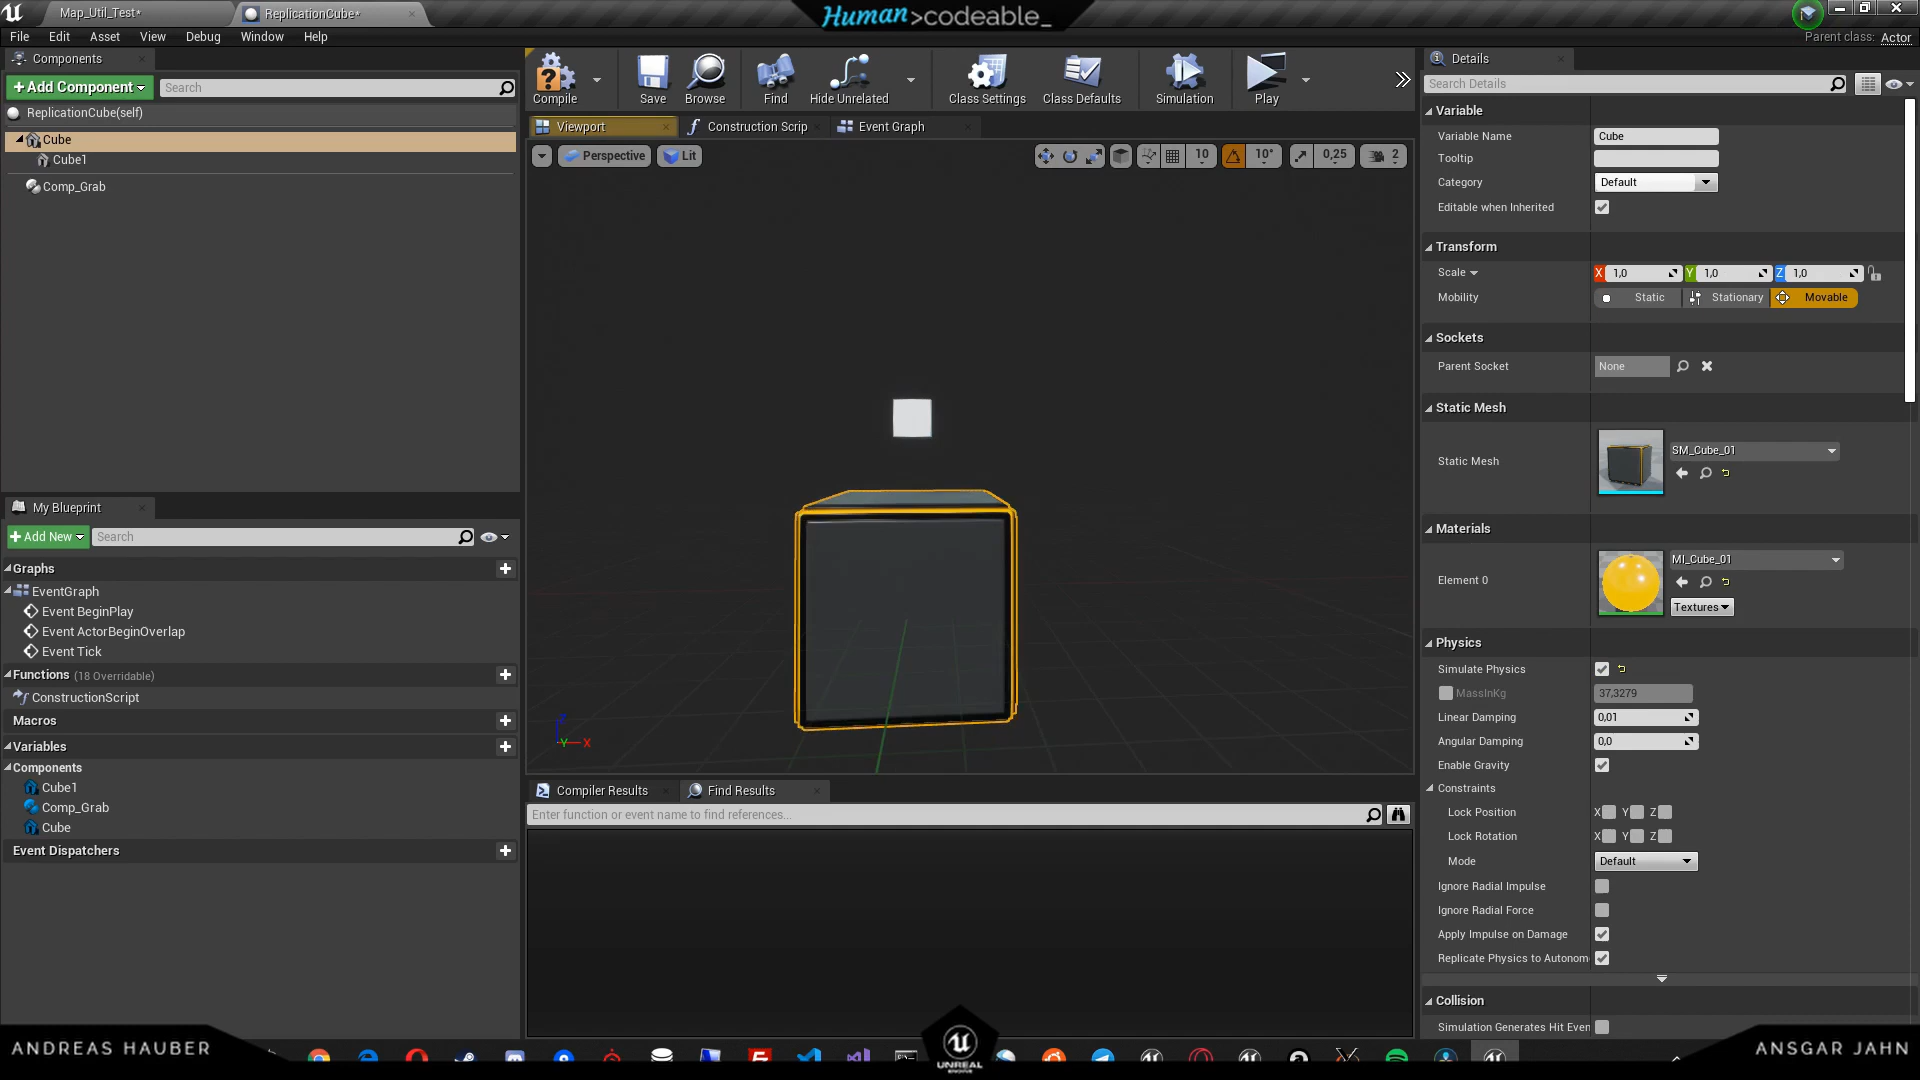 Map_Util_Test*
ReplicationCube*
Human>codeable_
File Edit Asset View Debug Window Help
Parent class: Actor
Components
Add Component
Search
ReplicationCube(self)
Cube
Cube1
Comp_Grab
Compile
Save
Browse
Find
Hide Unrelated
Class Settings
Class Defaults
Simulation
Play
Viewport
Construction Scrip
Event Graph
Perspective
Lit
10
10°
0,25
2
X
Y
Z
My Blueprint
Add New
Search
Graphs
EventGraph
Event BeginPlay
Event ActorBeginOverlap
Event Tick
Functions (18 Overridable)
ConstructionScript
Macros
Variables
Components
Cube1
Comp_Grab
Cube
Event Dispatchers
Compiler Results
Find Results
Enter function or event name to find references...
Details
Search Details
Variable
Variable Name Cube
Tooltip
Category Default
Editable when Inherited
Transform
Scale X 1,0 Y 1,0 Z 1,0
Mobility Static Stationary Movable
Sockets
Parent Socket None
Static Mesh
Static Mesh SM_Cube_01
Materials
Element 0 MI_Cube_01
Textures
Physics
Simulate Physics
MassInKg 37,3279
Linear Damping 0,01
Angular Damping 0,0
Enable Gravity
Constraints
Lock Position X Y Z
Lock Rotation X Y Z
Mode Default
Ignore Radial Impulse
Ignore Radial Force
Apply Impulse on Damage
Replicate Physics to Autonom
Collision
Simulation Generates Hit Even
ANDREAS HAUBER
UNREAL
ENGINE
ANSGAR JAHN